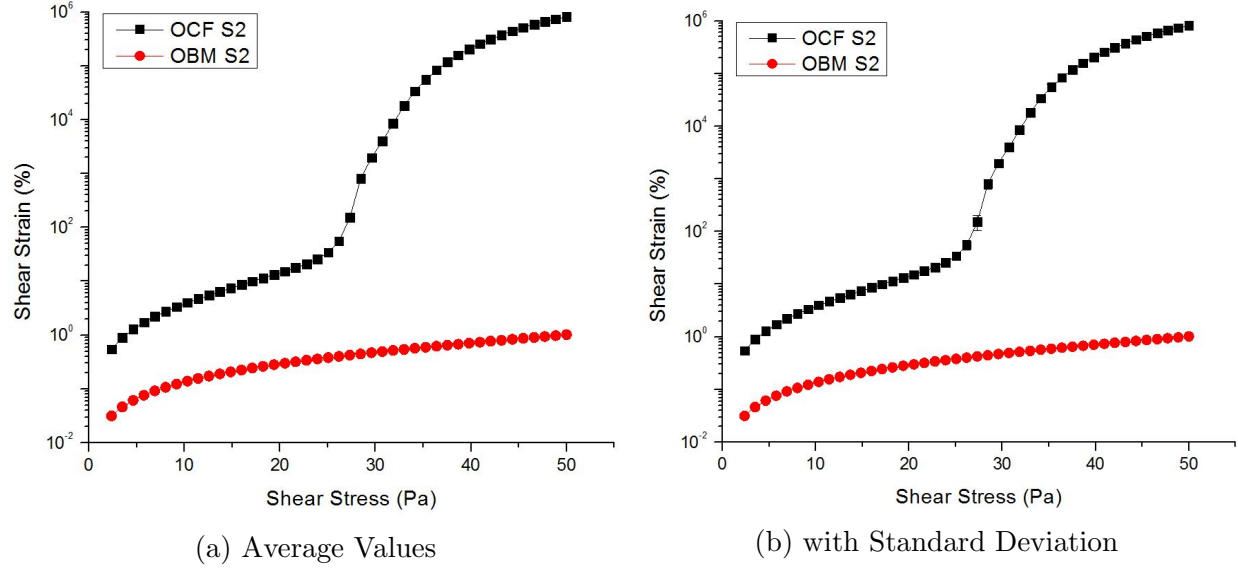 OCF S2
OBM S2
Shear Strain (%)
10^6
10^4
10^2
10^0
10^-2
0 10 20 30 40 50
Shear Stress (Pa)
(a) Average Values
OCF S2
OBM S2
Shear Strain (%)
10^6
10^4
10^2
10^0
10^-2
0 10 20 30 40 50
Shear Stress (Pa)
(b) with Standard Deviation